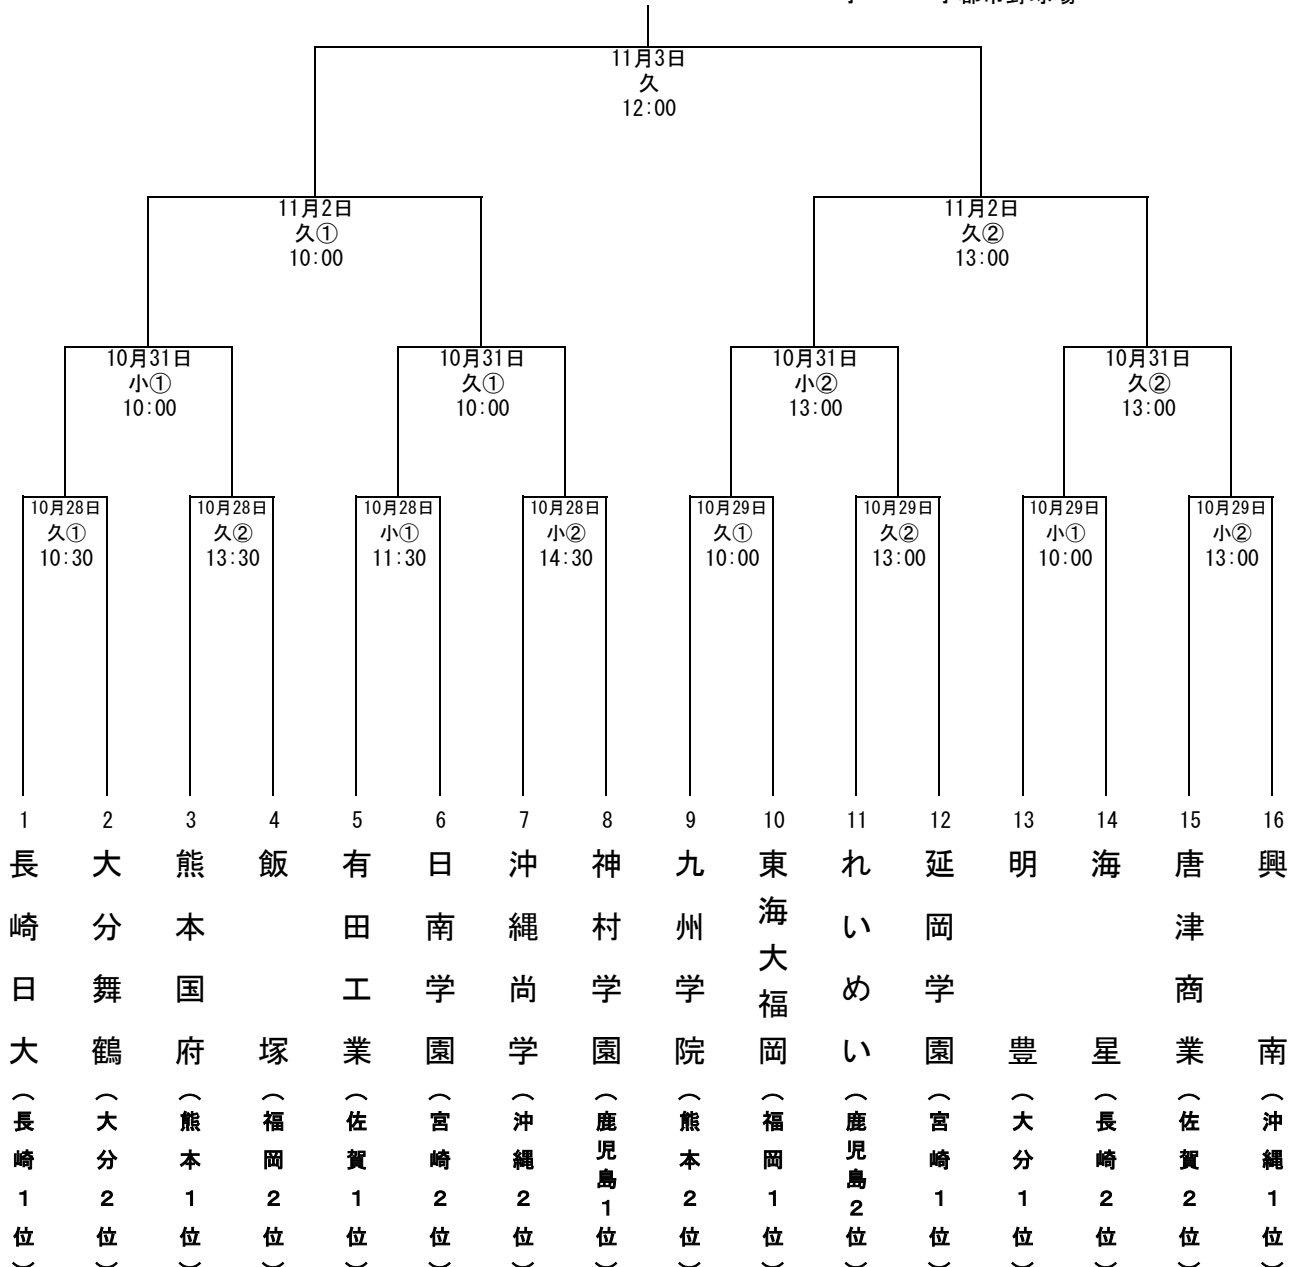 11月3日
久
12:00
11月2日
久①
10:00
11月2日
久②
13:00
10月31日
小①
10:00
10月31日
久①
10:00
10月31日
小②
13:00
10月31日
久②
13:00
10月28日
久①
10:30
10月28日
久②
13:30
10月28日
小①
11:30
10月28日
小②
14:30
10月29日
久①
10:00
10月29日
久②
13:00
10月29日
小①
10:00
10月29日
小②
13:00
1
長崎日大
(長崎1位)
2
大分舞鶴
(大分2位)
3
熊本国府
(熊本1位)
4
飯塚
(福岡2位)
5
有田工業
(佐賀1位)
6
日南学園
(宮崎2位)
7
沖縄尚学
(沖縄2位)
8
神村学園
(鹿児島1位)
9
九州学院
(熊本2位)
10
東海大福岡
(福岡1位)
11
れいめい
(鹿児島2位)
12
延岡学園
(宮崎1位)
13
明豊
(大分1位)
14
海星
(長崎2位)
15
唐津商業
(佐賀2位)
16
興南
(沖縄1位)